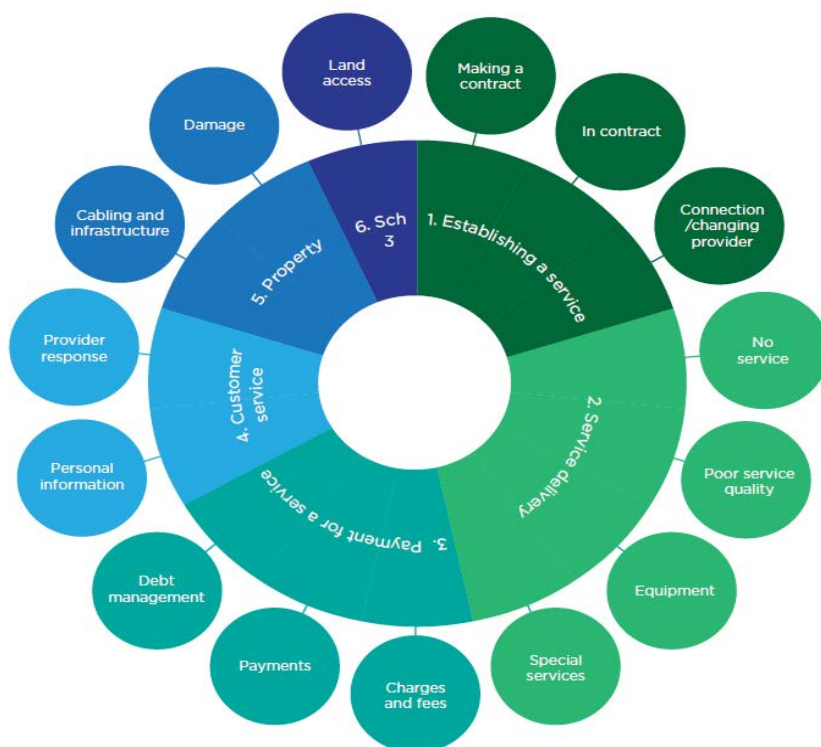 Land
access
Making a
contract
In contract
Connection
/changing
provider
No
service
Poor service
quality
Equipment
Special
services
Charges
and fees
Payments
Debt
management
Personal
information
Provider
response
Cabling and
infrastructure
Damage
1. Establishing a service
2. Service delivery
3. Payment for a service
4. Customer
service
5. Property
6. Sch
3